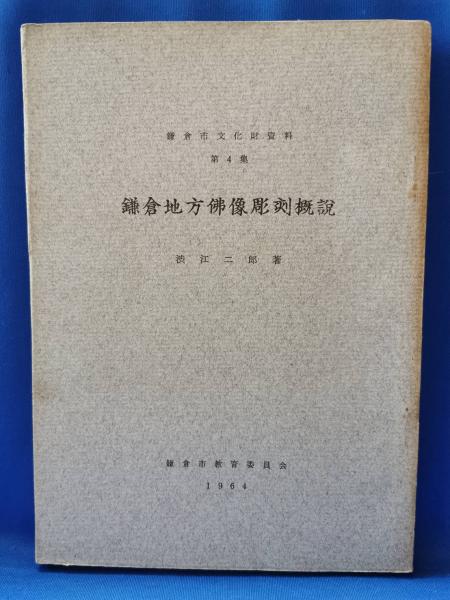 鎌倉市文化財資料
第4集
鎌倉地方佛像彫刻概說
渋江二郎著
鎌倉市教育委員会
1964